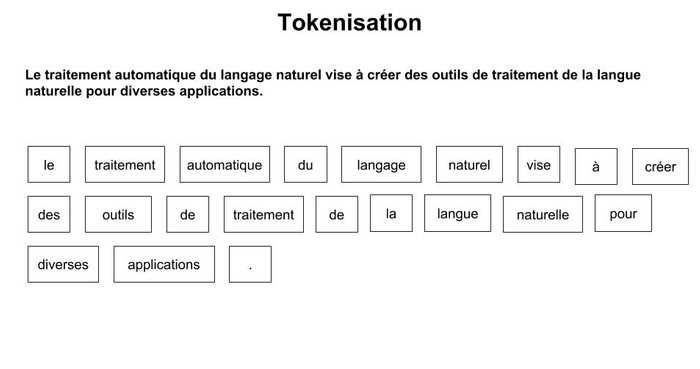 Tokenisation
Le traitement automatique du langage naturel vise à créer des outils de traitement de la langue
naturelle pour diverses applications.
le traitement automatique du langage naturel vise à créer
des outils de traitement de la langue naturelle pour
diverses applications .